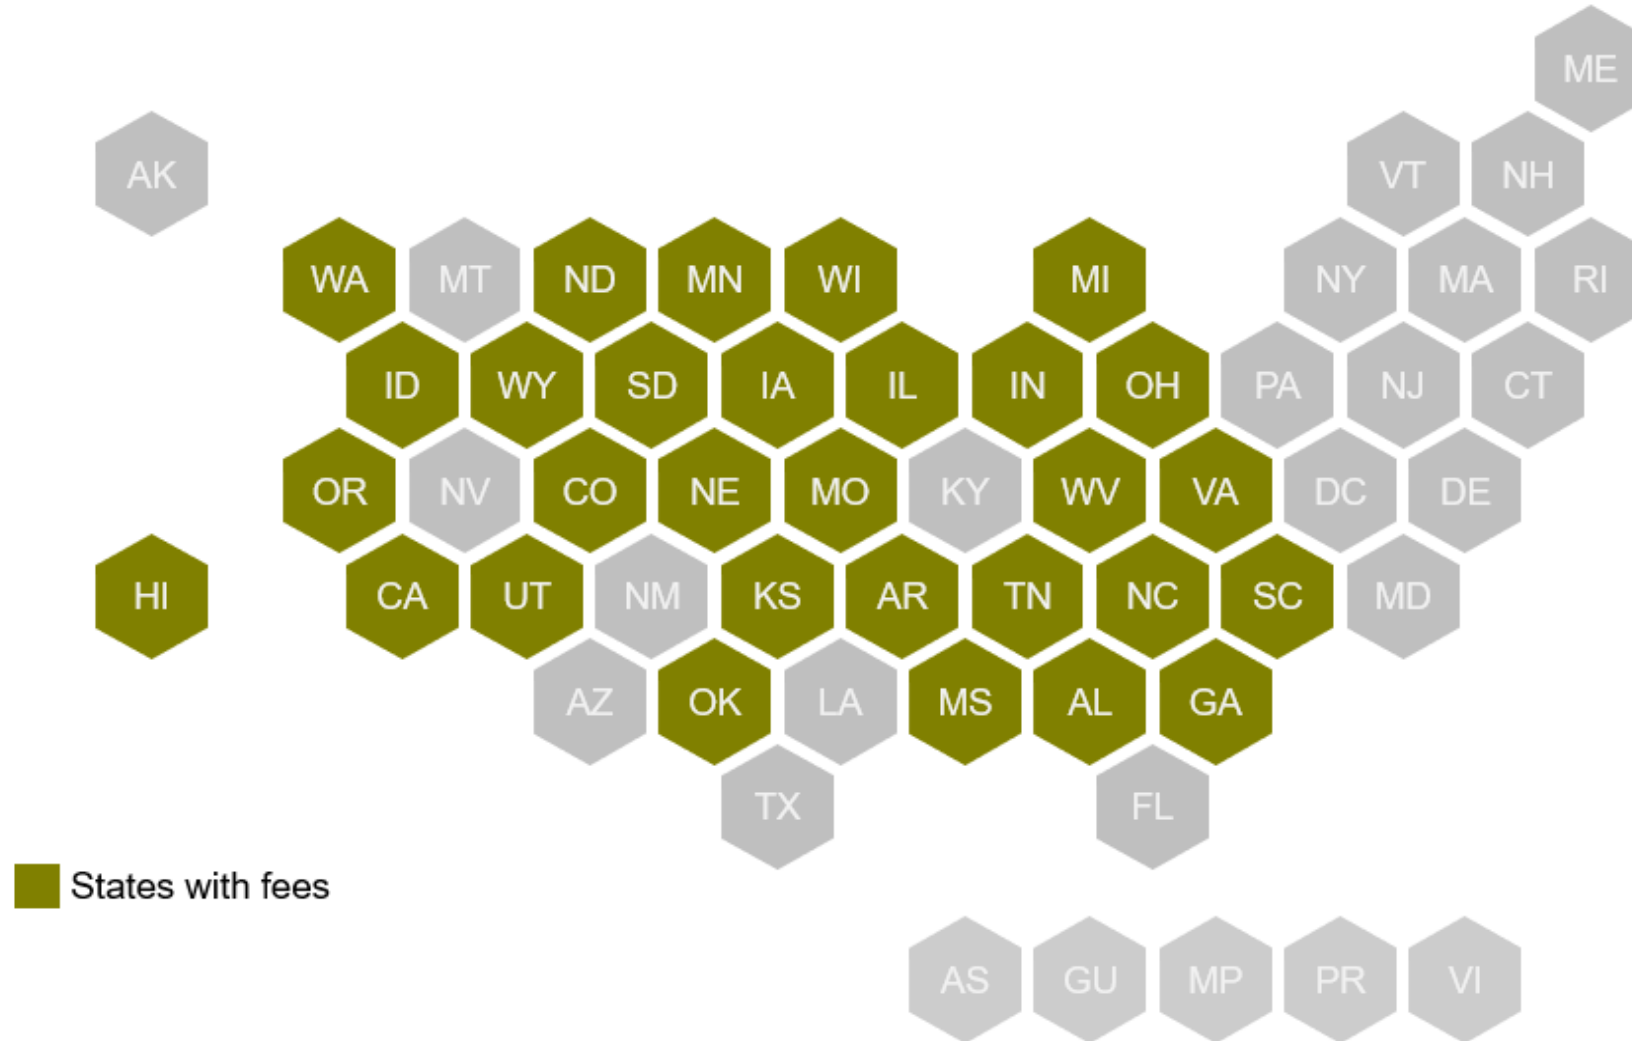 ME
AK VT NH
WA MT ND MN WI MI NY MA RI
ID WY SD IA IL IN OH PA NJ CT
OR NV CO NE MO KY WV VA DC DE
HI CA UT NM KS AR TN NC SC MD
AZ OK LA MS AL GA
TX FL
States with fees
AS GU MP PR VI